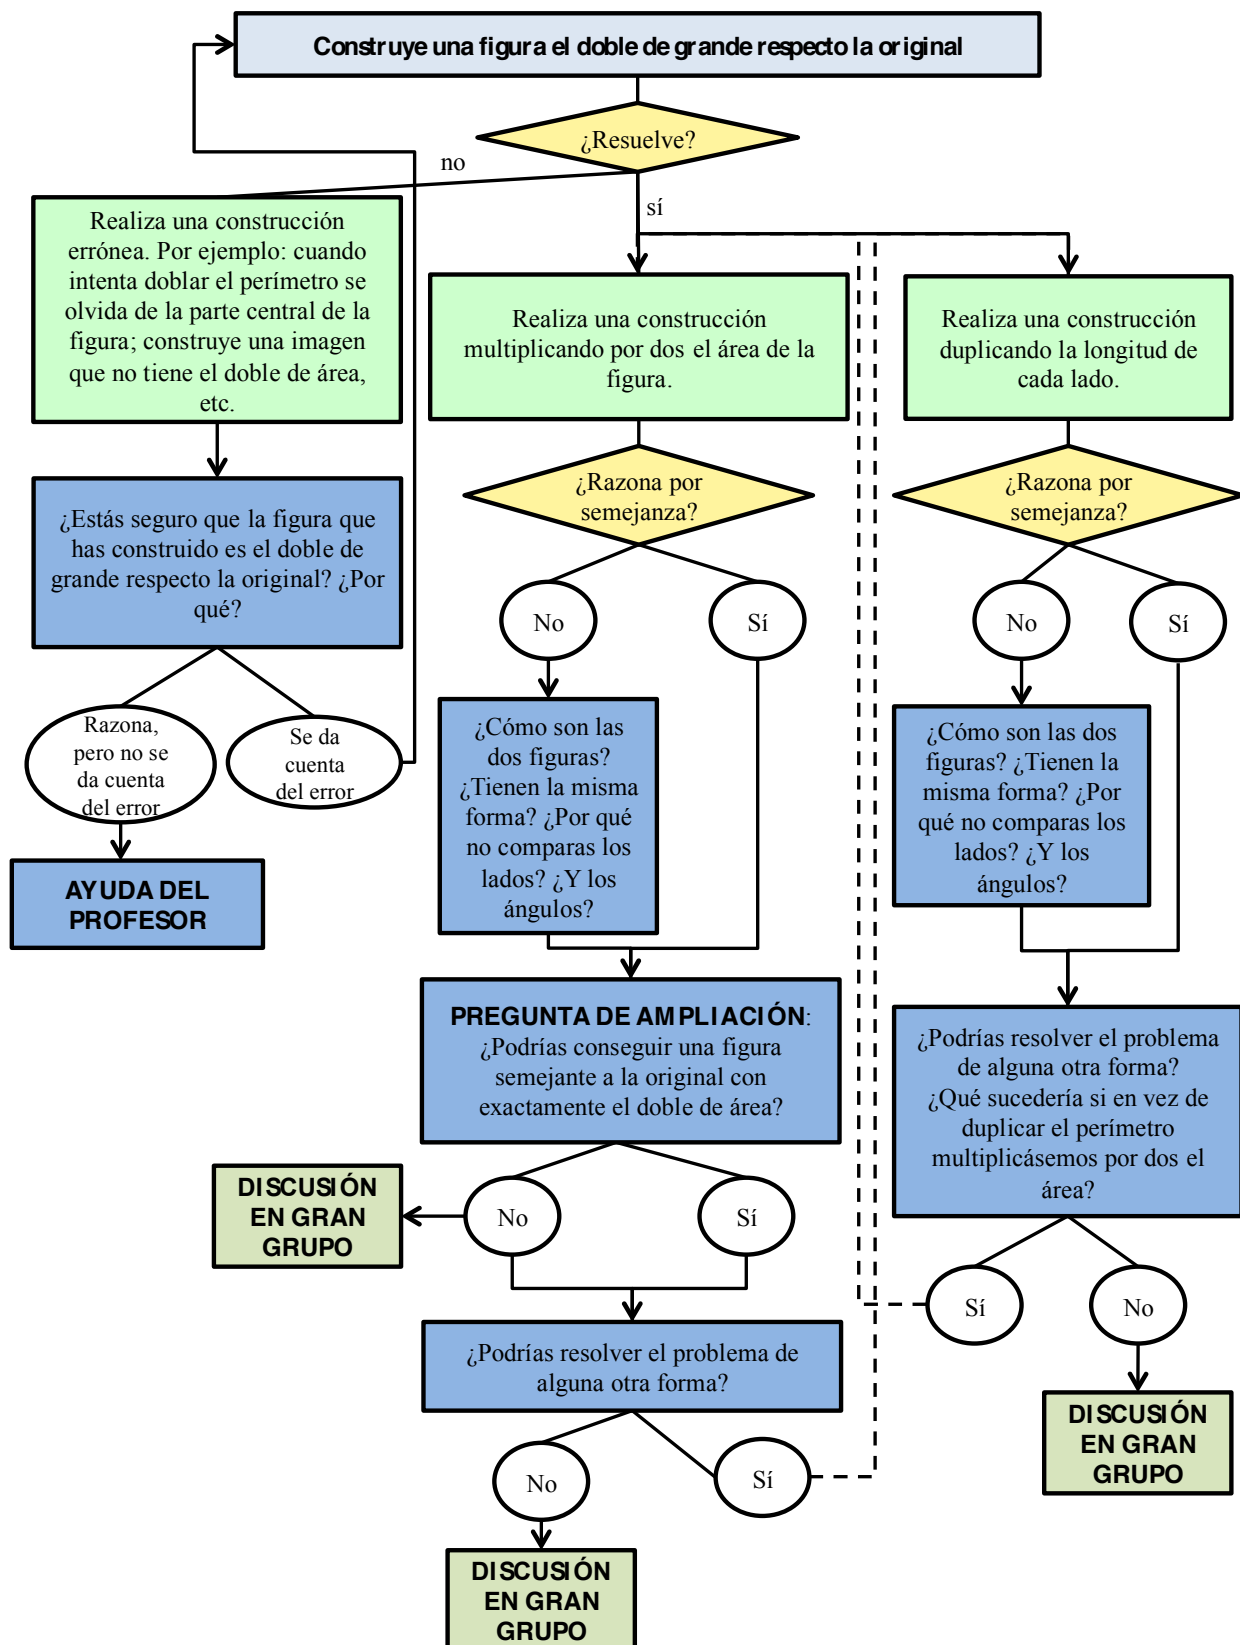 Construye una figura el doble de grande respecto la original
¿Resuelve?
no
sí
Realiza una construcción
errónea. Por ejemplo: cuando
intenta doblar el perímetro se
olvida de la parte central de la
figura; construye una imagen
que no tiene el doble de área,
etc.
Realiza una construcción
multiplicando por dos el área de la
figura.
Realiza una construcción
duplicando la longitud de
cada lado.
¿Estás seguro que la figura que
has construido es el doble de
grande respecto la original? ¿Por
qué?
¿Razona por
semejanza?
¿Razona por
semejanza?
No
Sí
No
Sí
Razona,
pero no se
da cuenta
del error
Se da
cuenta
del error
¿Cómo son las
dos figuras?
¿Tienen la misma
forma? ¿Por qué
no comparas los
lados? ¿Y los
ángulos?
¿Cómo son las dos
figuras? ¿Tienen la
misma forma? ¿Por
qué no comparas los
lados? ¿Y los
ángulos?
AYUDA DEL
PROFESOR
PREGUNTA DE AMPLIACIÓN:
¿Podrías conseguir una figura
semejante a la original con
exactamente el doble de área?
¿Podrías resolver el problema
de alguna otra forma?
¿Qué sucedería si en vez de
duplicar el perímetro
multiplicásemos por dos el
área?
DISCUSIÓN
EN GRAN
GRUPO
No
Sí
Sí
No
¿Podrías resolver el problema de
alguna otra forma?
DISCUSIÓN
EN GRAN
GRUPO
No
Sí
DISCUSIÓN
EN GRAN
GRUPO